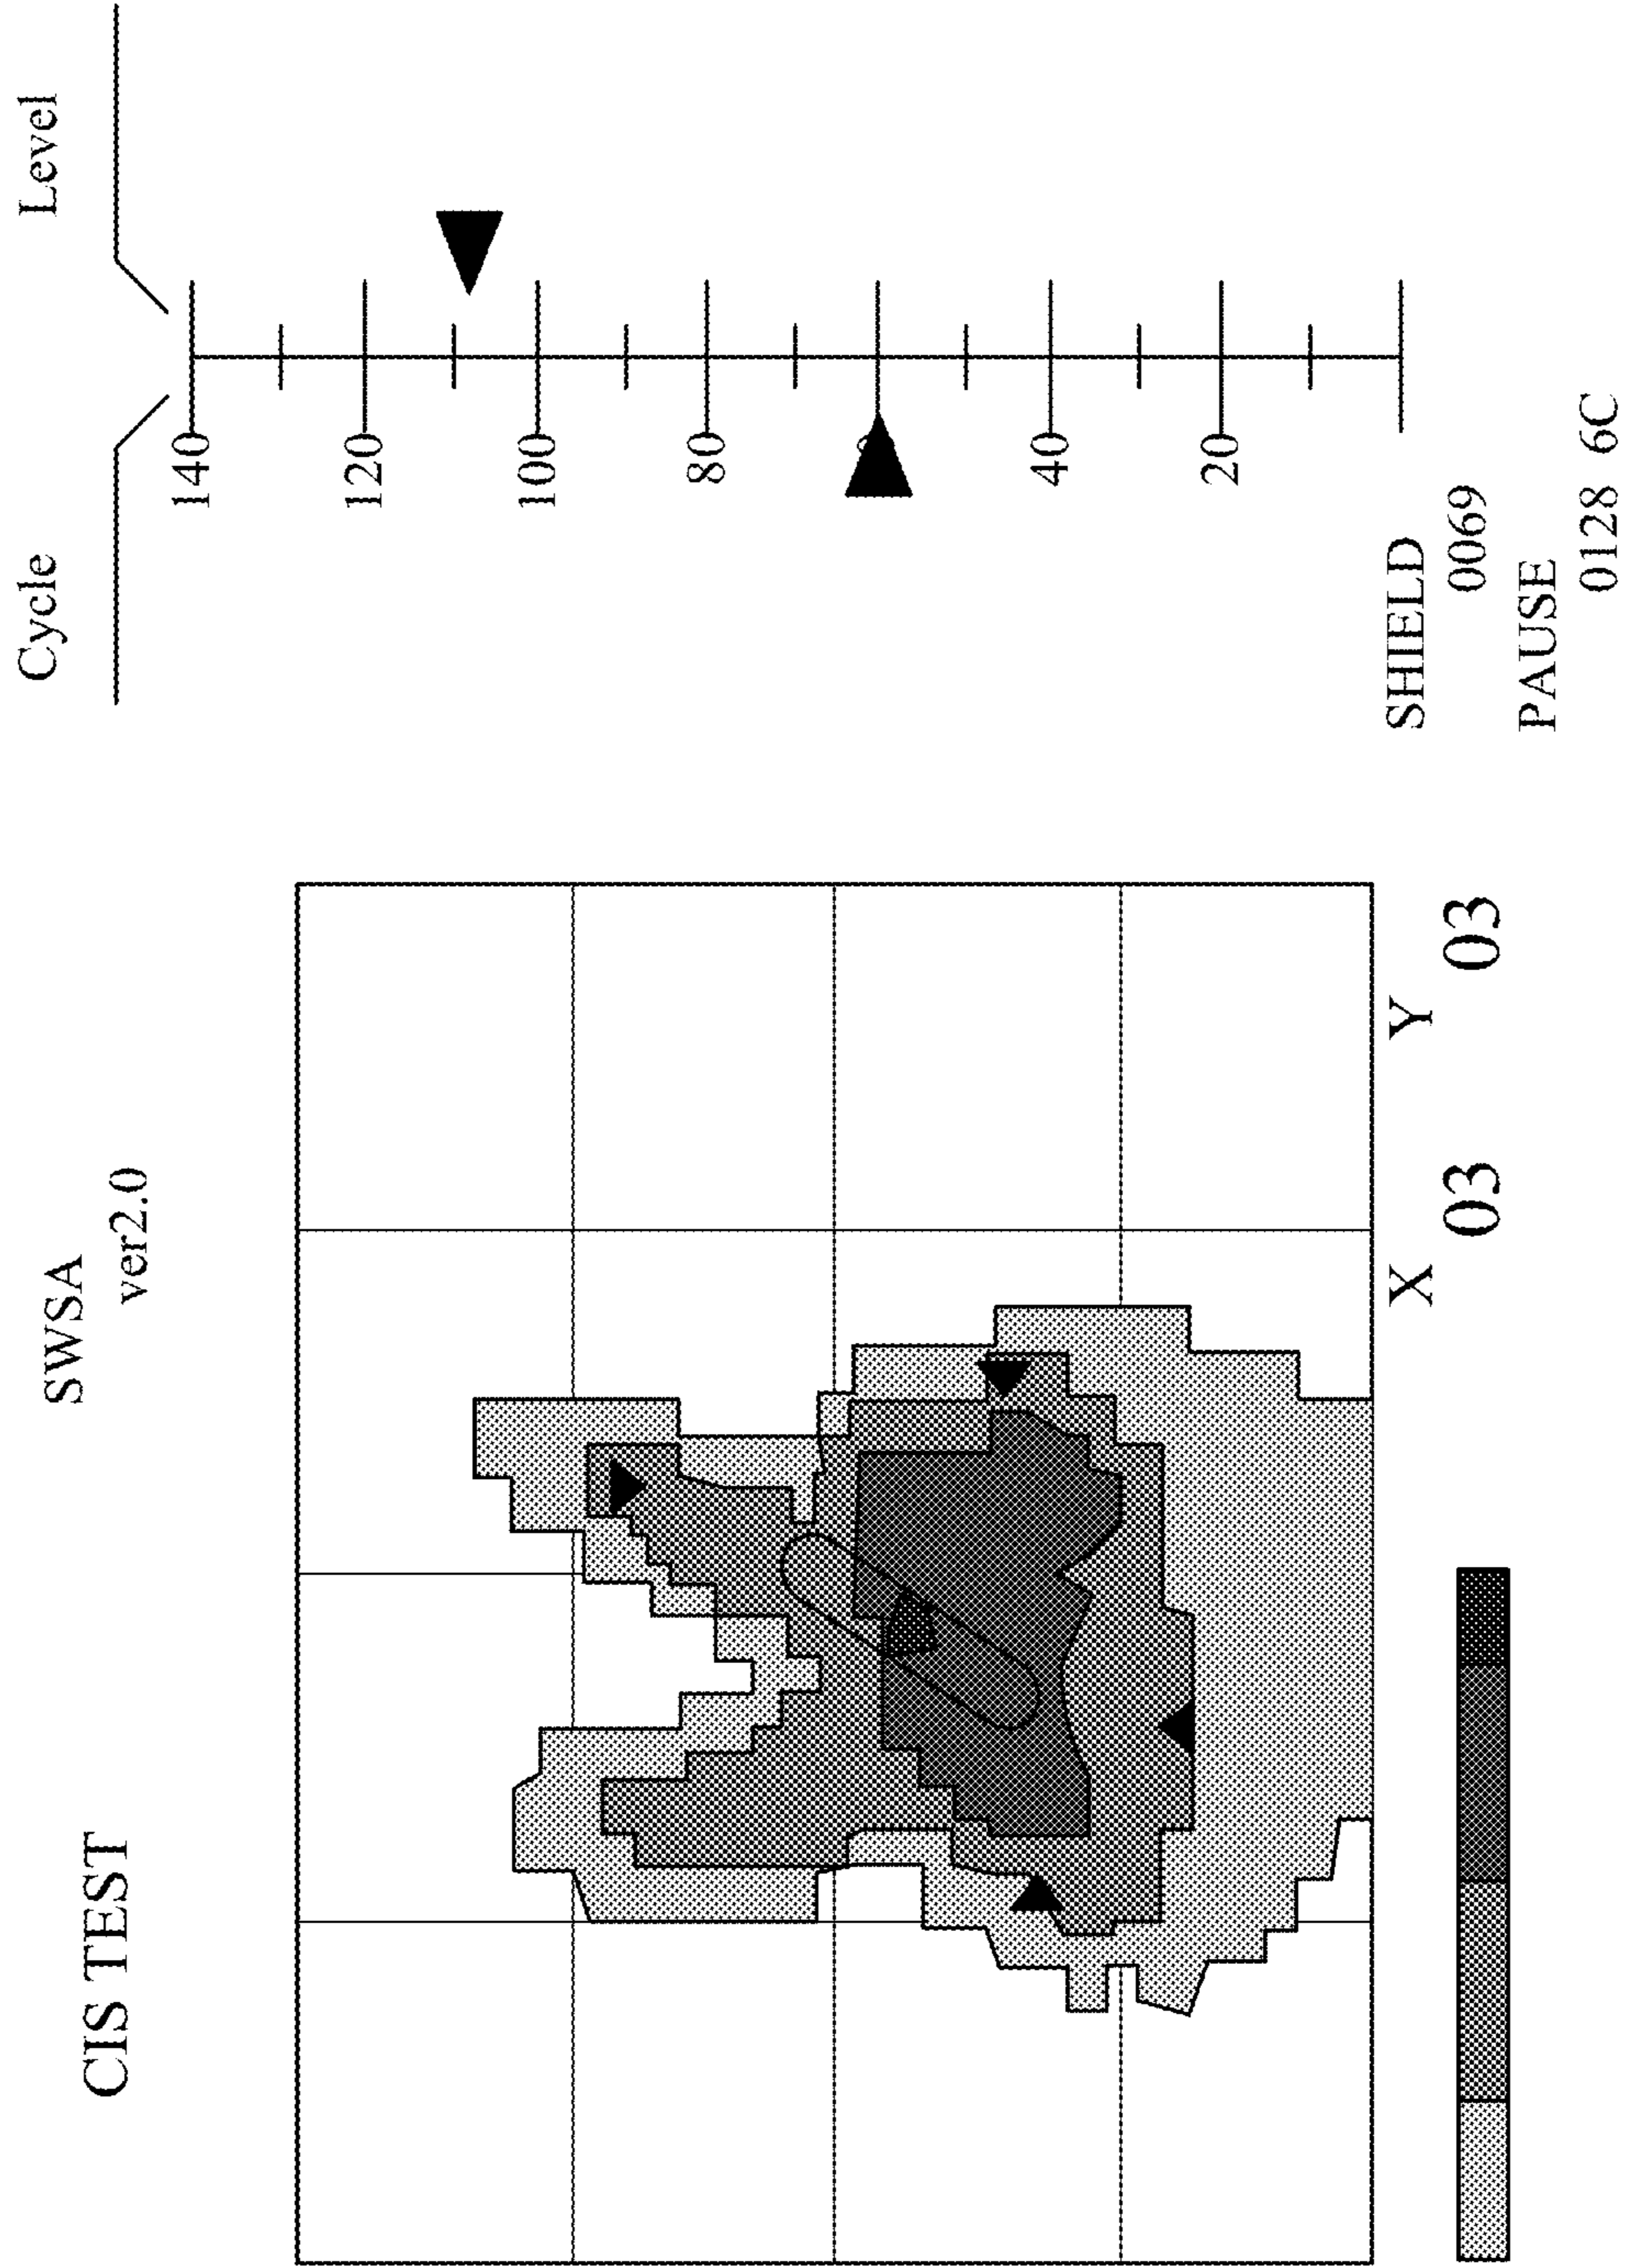 CIS TEST
SWSA
ver2.0
Cycle
Level
140
120
100
80
40
20
X Y
03 03
SHIELD
0069
PAUSE
0128 6C